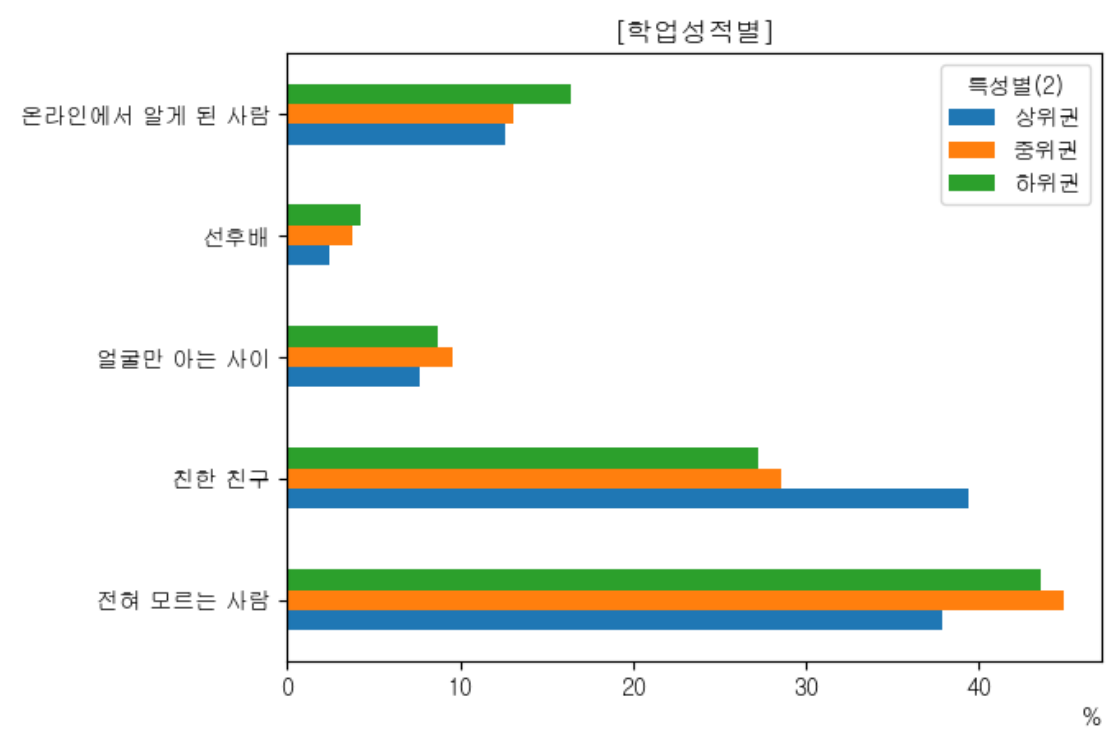 [학업성적별]
특성별(2)
상위권
중위권
하위권
온라인에서 알게 된 사람
선후배
얼굴만 아는 사이
친한 친구
전혀 모르는 사람
0 10 20 30 40
%